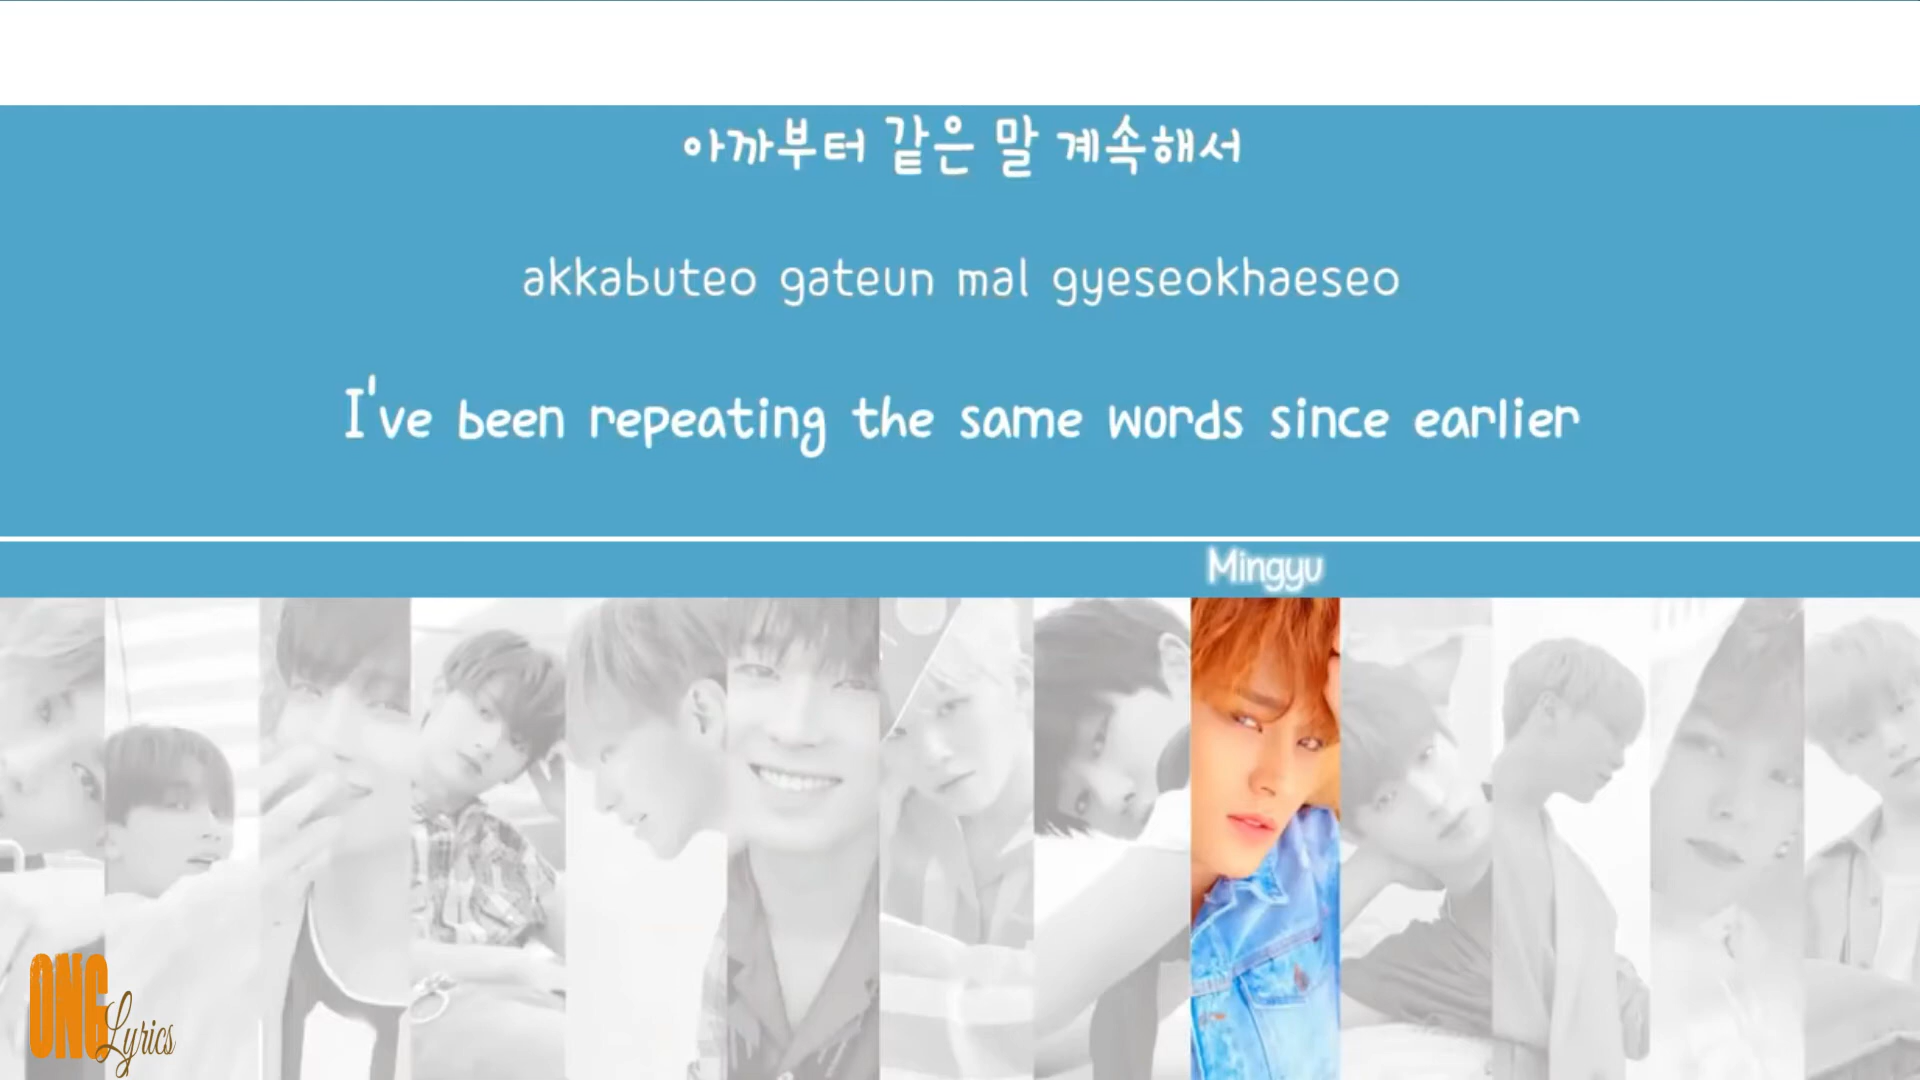 아까부터 같은 말 계속해서
akkabuteo gateun mal gyeseokhaeseo
I've been repeating the same words since earlier
Mingyu
ONG
Lyrics